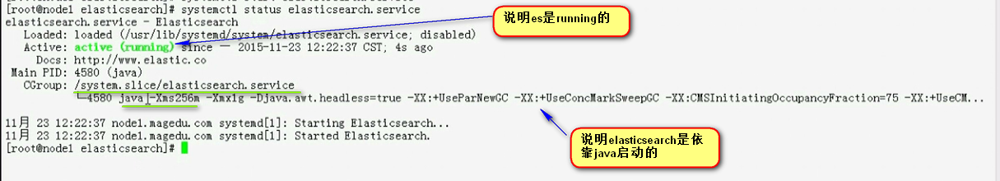 [root@node1 elasticsearch]# systemctl status elasticsearch.service
elasticsearch.service - Elasticsearch
Loaded: loaded (/usr/lib/systemd/system/elasticsearch.service; disabled)
Active: active (running) since 一 2015-11-23 12:22:37 CST; 4s ago
Docs: http://www.elastic.co
Main PID: 4580 (java)
CGroup: /system.slice/elasticsearch.service
└─4580 java -Xms256m -Xmx1g -Djava.awt.headless=true -XX:+UseParNewGC -XX:+UseConcMarkSweepGC -XX:CMSInitiatingOccupancyFraction=75 -XX:+UseCM...
11月 23 12:22:37 node1.magedu.com systemd[1]: Starting Elasticsearch...
11月 23 12:22:37 node1.magedu.com systemd[1]: Started Elasticsearch.
[root@node1 elasticsearch]#
说明es是running的
说明elasticsearch是依
靠java启动的